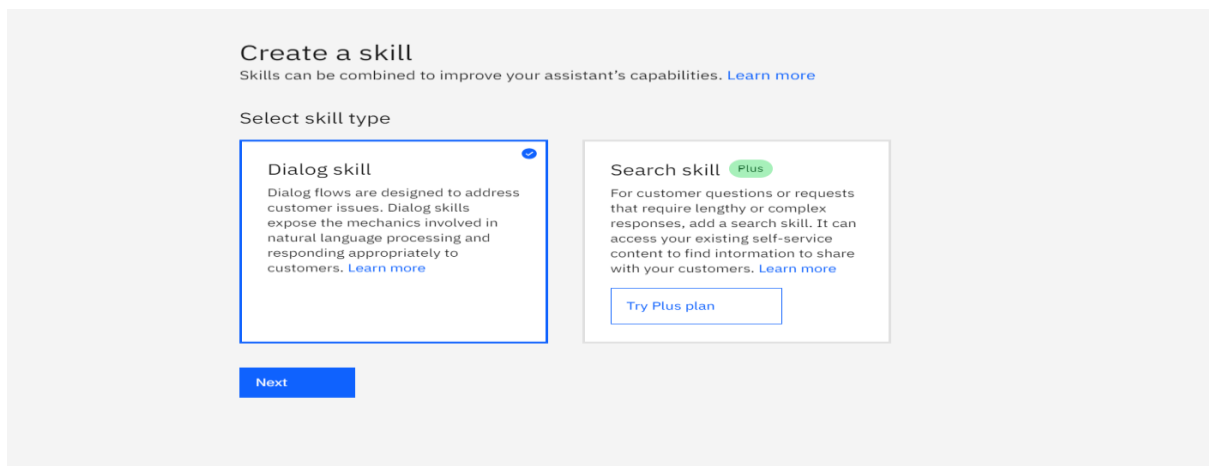 Create a skill
Skills can be combined to improve your assistant's capabilities. Learn more
Select skill type
Dialog skill
Dialog flows are designed to address
customer issues. Dialog skills
expose the mechanics involved in
natural language processing and
responding appropriately to
customers. Learn more
Search skill Plus
For customer questions or requests
that require lengthy or complex
responses, add a search skill. It can
access your existing self-service
content to find information to share
with your customers. Learn more
Try Plus plan
Next